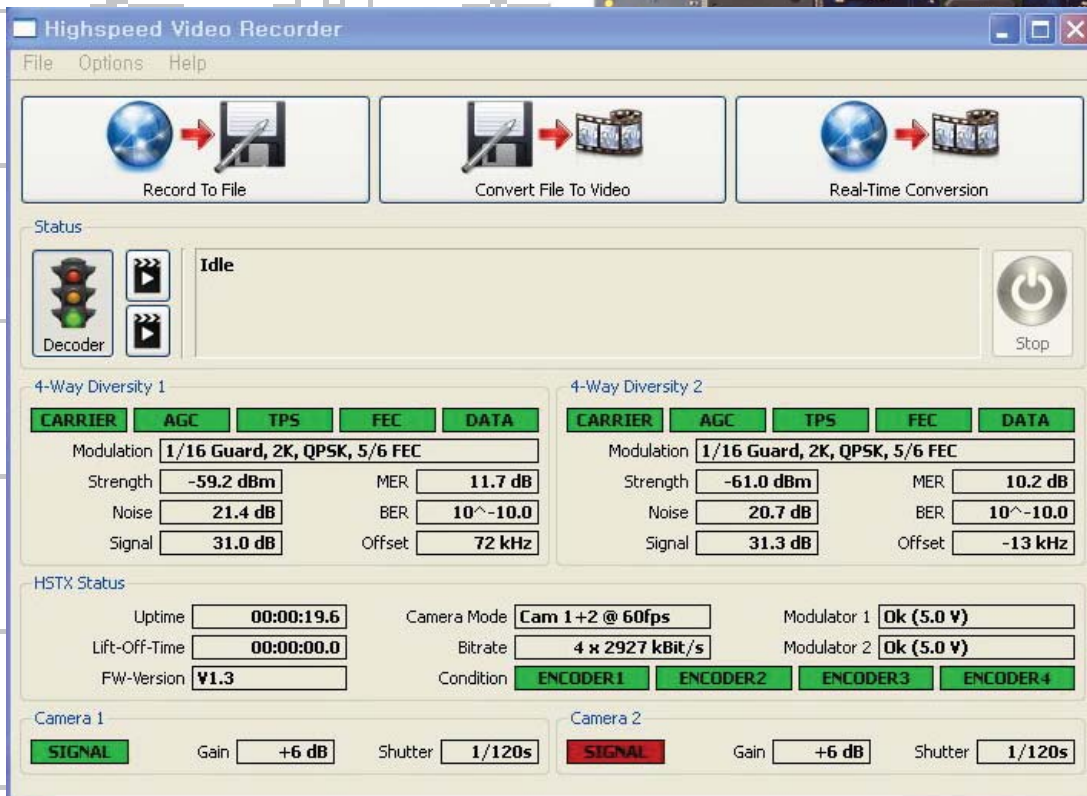 Highspeed Video Recorder
File Options Help
Record To File
Convert File To Video
Real-Time Conversion
Status
Decoder
Idle
Stop
4-Way Diversity 1
CARRIER AGC TPS FEC DATA
Modulation 1/16 Guard, 2K, QPSK, 5/6 FEC
Strength -59.2 dBm MER 11.7 dB
Noise 21.4 dB BER 10^-10.0
Signal 31.0 dB Offset 72 kHz
4-Way Diversity 2
CARRIER AGC TPS FEC DATA
Modulation 1/16 Guard, 2K, QPSK, 5/6 FEC
Strength -61.0 dBm MER 10.2 dB
Noise 20.7 dB BER 10^-10.0
Signal 31.3 dB Offset -13 kHz
HSTX Status
Uptime 00:00:19.6 Camera Mode Cam 1+2 @ 60fps Modulator 1 Ok (5.0 V)
Lift-Off-Time 00:00:00.0 Bitrate 4 x 2927 kBit/s Modulator 2 Ok (5.0 V)
FW-Version V1.3 Condition ENCODER1 ENCODER2 ENCODER3 ENCODER4
Camera 1
SIGNAL Gain +6 dB Shutter 1/120s
Camera 2
SIGNAL Gain +6 dB Shutter 1/120s